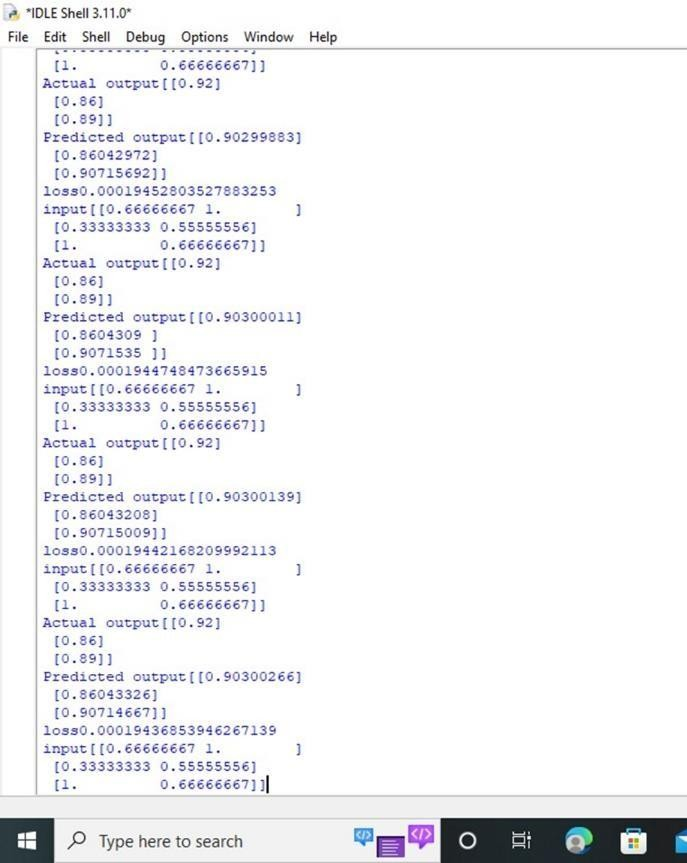 *IDLE Shell 3.11.0*
File Edit Shell Debug Options Window Help
[1.         0.66666667]]
Actual output[[0.92]
 [0.86]
 [0.89]]
Predicted output[[0.90299883]
 [0.86042972]
 [0.90715692]]
loss0.00019452803527883253
input[[0.66666667 1.        ]
 [0.33333333 0.55555556]
 [1.         0.66666667]]
Actual output[[0.92]
 [0.86]
 [0.89]]
Predicted output[[0.90300011]
 [0.8604309 ]
 [0.9071535 ]]
loss0.0001944748473665915
input[[0.66666667 1.        ]
 [0.33333333 0.55555556]
 [1.         0.66666667]]
Actual output[[0.92]
 [0.86]
 [0.89]]
Predicted output[[0.90300139]
 [0.86043208]
 [0.90715009]]
loss0.00019442168209992113
input[[0.66666667 1.        ]
 [0.33333333 0.55555556]
 [1.         0.66666667]]
Actual output[[0.92]
 [0.86]
 [0.89]]
Predicted output[[0.90300266]
 [0.86043326]
 [0.90714667]]
loss0.00019436853946267139
input[[0.66666667 1.        ]
 [0.33333333 0.55555556]
 [1.         0.66666667]]
Type here to search